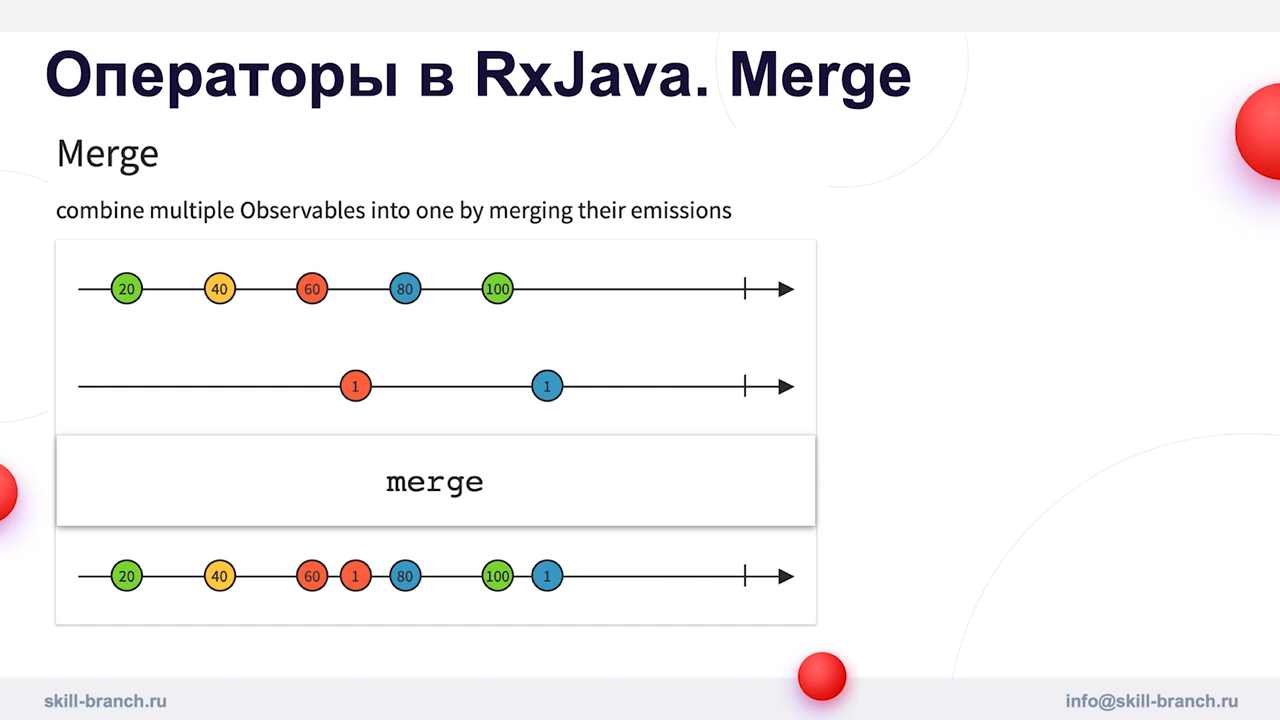 Операторы в RxJava. Merge
Merge
combine multiple Observables into one by merging their emissions
20 40 60 80 100
1 1
merge
20 40 60 1 80 100 1
skill-branch.ru
info@skill-branch.ru